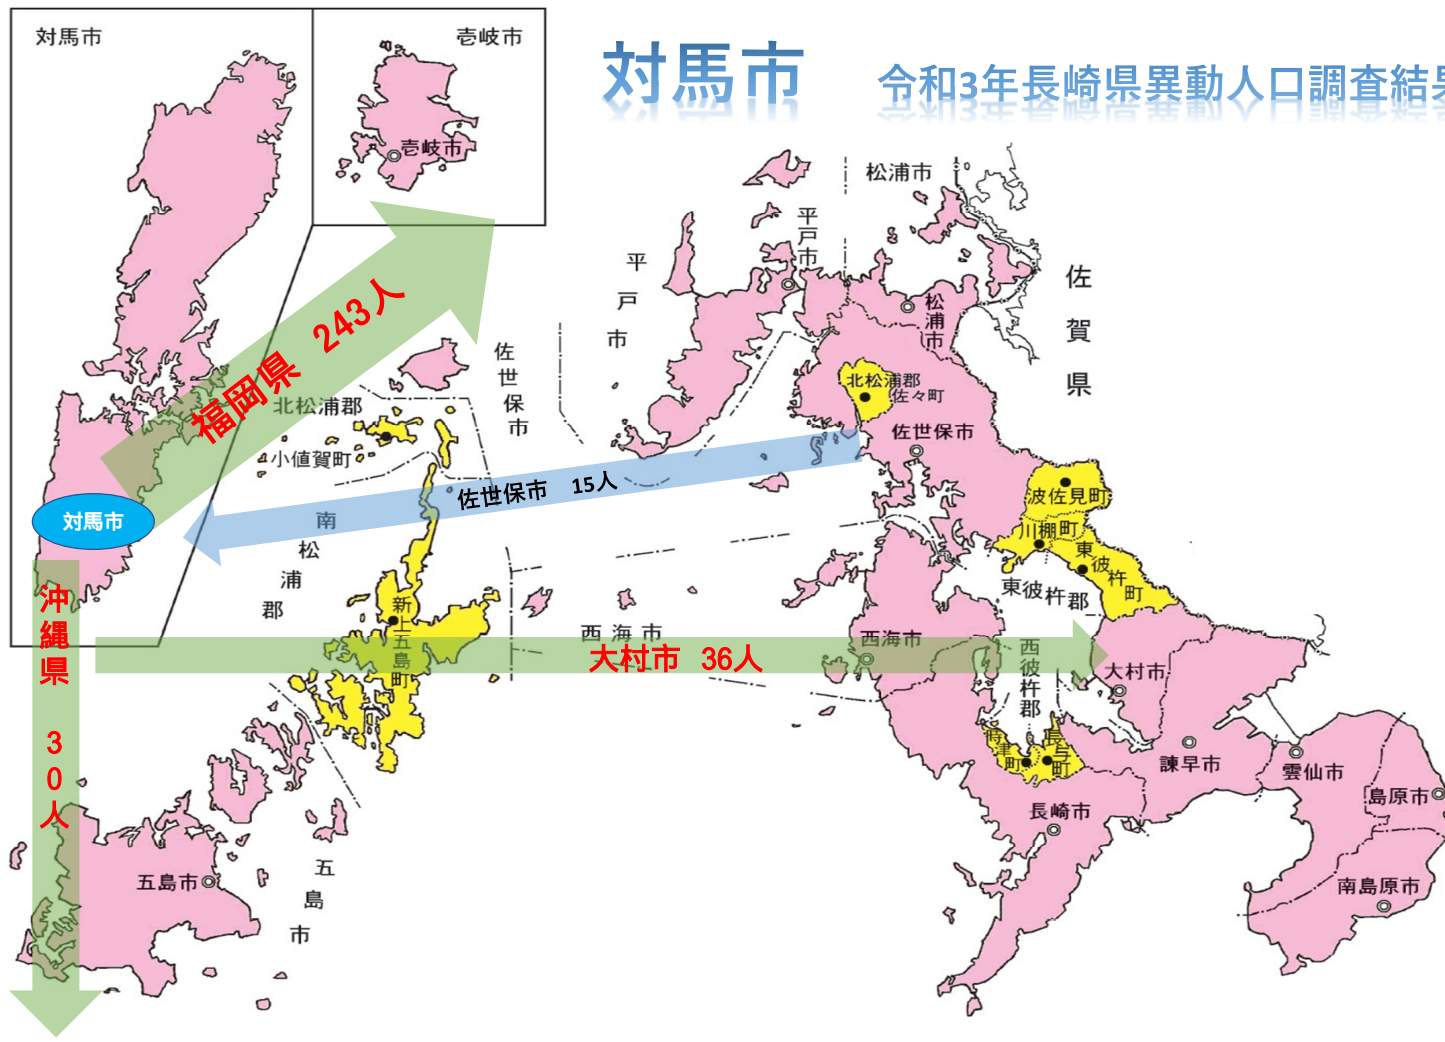 対馬市
令和3年長崎県異動人口調査結果
対馬市
壱岐市
壱岐市
松浦市
平戸市
平戸市
松浦市
佐賀県
佐世保市
北松浦郡
佐々町
佐世保市
福岡県 243人
北松浦郡
小値賀町
佐世保市 15人
対馬市
波佐見町
川棚町
東彼杵町
東彼杵郡
南松浦郡
新上五島町
沖縄県 30人
西海市
大村市 36人
西海市
西彼杵郡
大村市
時津町
長与町
諫早市
雲仙市
島原市
長崎市
南島原市
五島市
五島市